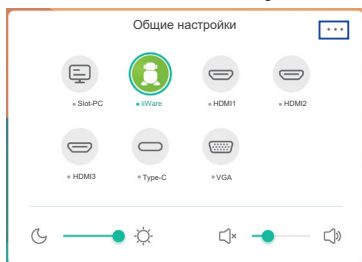 Общие настройки
Slot-PC
iiWare
HDMI1
HDMI2
HDMI3
Type-C
VGA